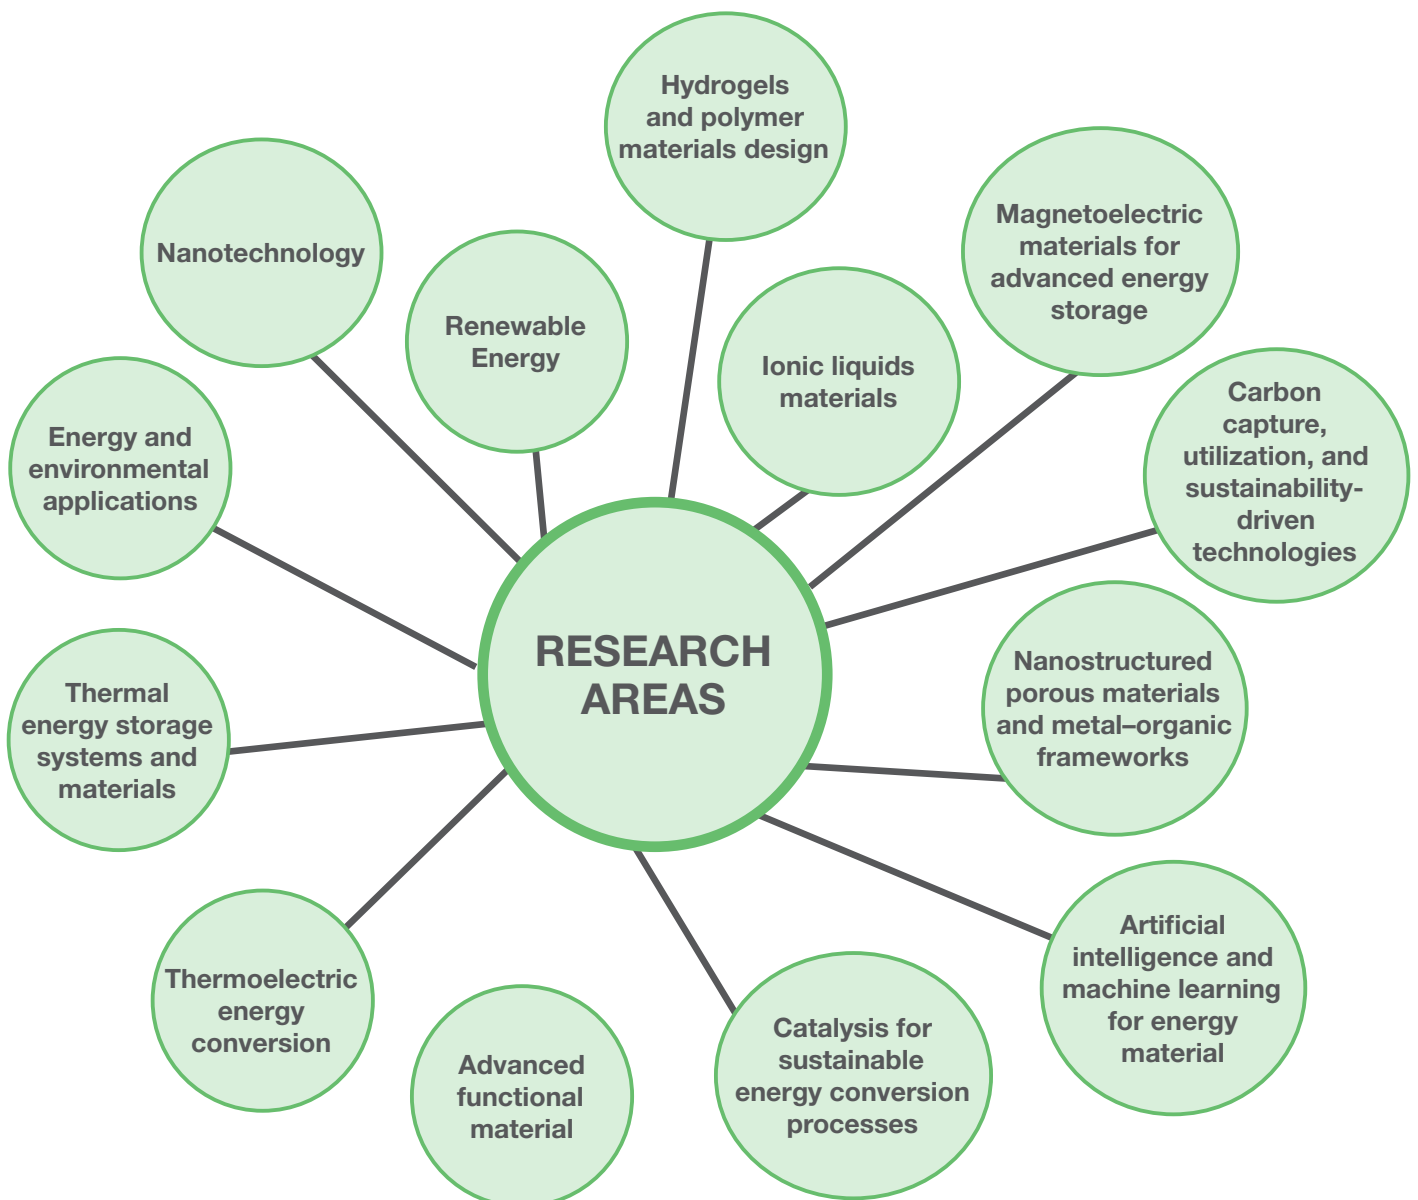 Hydrogels
and polymer
materials design
Nanotechnology
Magnetoelectric
materials for
advanced energy
storage
Renewable
Energy
Ionic liquids
materials
Carbon
capture,
utilization, and
sustainability-
driven
technologies
Energy and
environmental
applications
RESEARCH
AREAS
Nanostructured
porous materials
and metal–organic
frameworks
Thermal
energy storage
systems and
materials
Artificial
intelligence and
machine learning
for energy
material
Thermoelectric
energy
conversion
Advanced
functional
material
Catalysis for
sustainable
energy conversion
processes